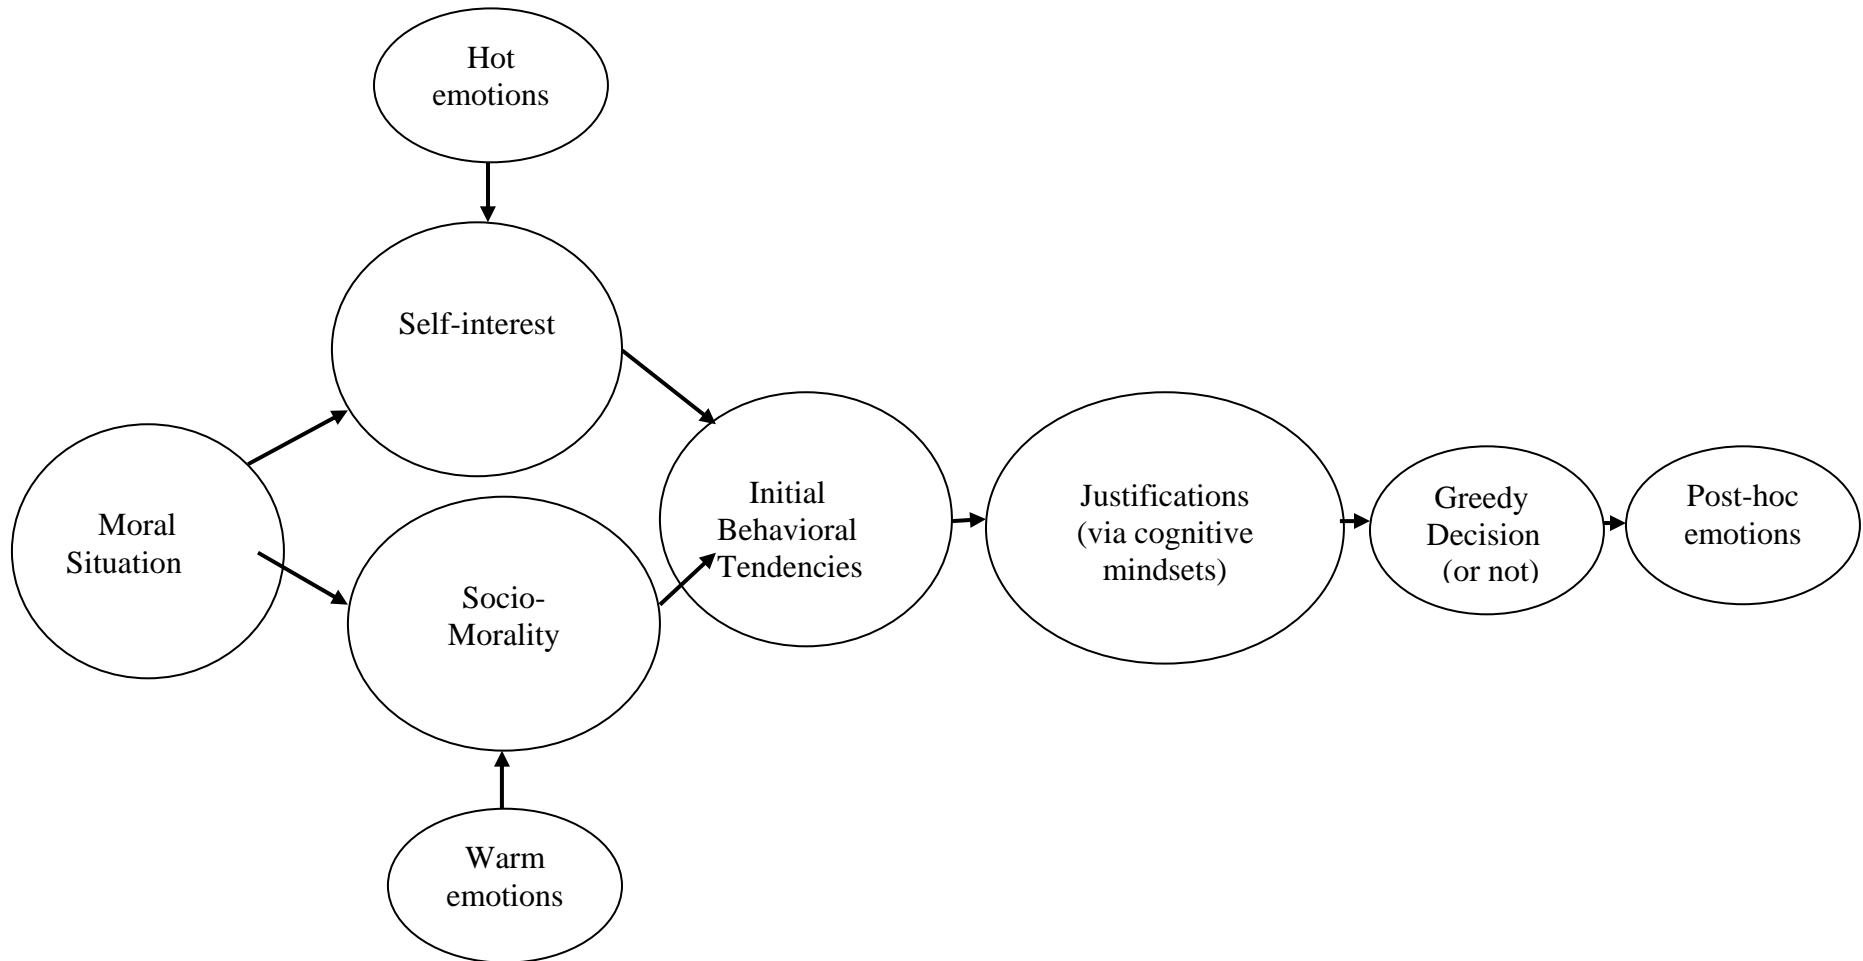 Hot
emotions
Self-interest
Moral
Situation
Socio-
Morality
Warm
emotions
Initial
Behavioral
Tendencies
Justifications
(via cognitive
mindsets)
Greedy
Decision
(or not)
Post-hoc
emotions